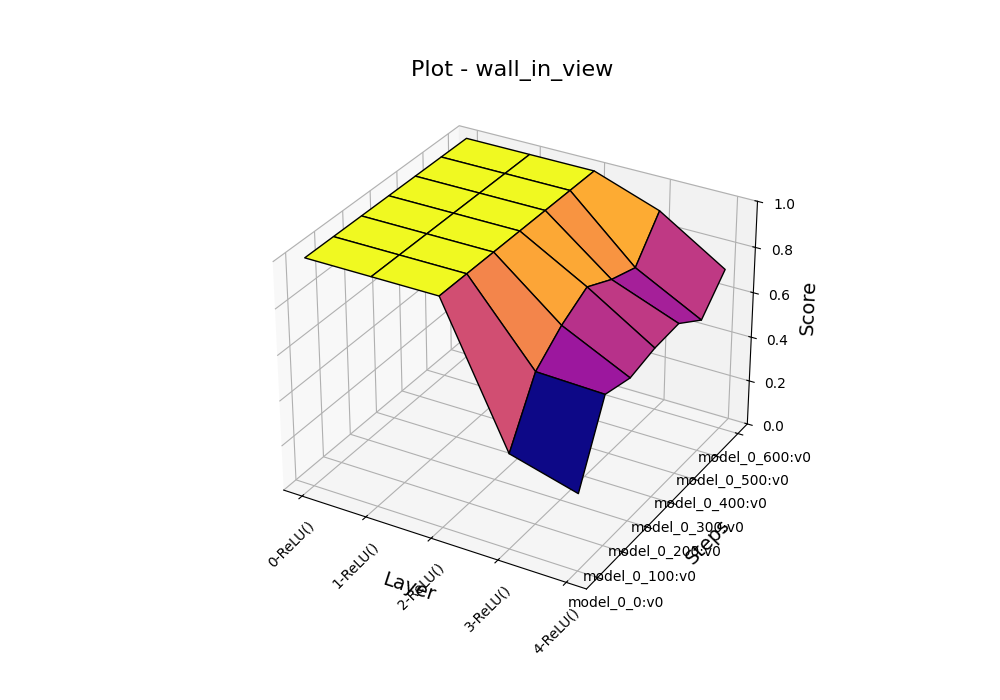 Plot - wall_in_view
1.0
0.8
0.6
0.4
0.2
0.0
Score
model_0_600:v0
model_0_500:v0
model_0_400:v0
model_0_300:v0
model_0_200:v0
model_0_100:v0
model_0_0:v0
Steps
0-ReLU()
1-ReLU()
2-ReLU()
3-ReLU()
4-ReLU()
Layer